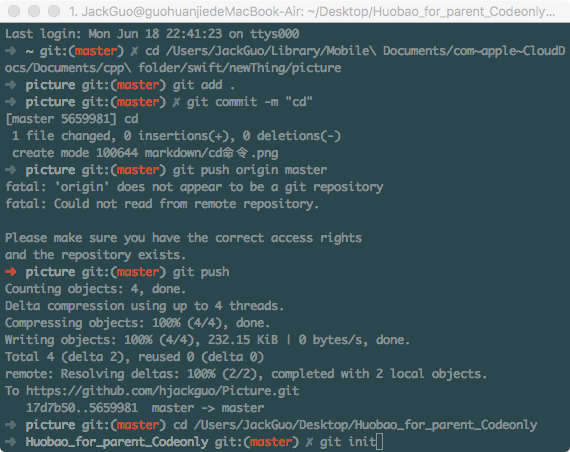 1. JackGuo@guohuanjiedeMacBook-Air: ~/Desktop/Huobao_for_parent_Codeonly...
Last login: Mon Jun 18 22:41:23 on ttys000
➜ ~ git:(master) ✗ cd /Users/JackGuo/Library/Mobile\ Documents/com~apple~CloudD
ocs/Documents/cpp\ folder/swift/newThing/picture
➜ picture git:(master) git add .
➜ picture git:(master) ✗ git commit -m "cd"
[master 5659981] cd
1 file changed, 0 insertions(+), 0 deletions(-)
create mode 100644 markdown/cd命令.png
➜ picture git:(master) git push origin master
fatal: 'origin' does not appear to be a git repository
fatal: Could not read from remote repository.
Please make sure you have the correct access rights
and the repository exists.
➜ picture git:(master) git push
Counting objects: 4, done.
Delta compression using up to 4 threads.
Compressing objects: 100% (4/4), done.
Writing objects: 100% (4/4), 232.15 KiB | 0 bytes/s, done.
Total 4 (delta 2), reused 0 (delta 0)
remote: Resolving deltas: 100% (2/2), completed with 2 local objects.
To https://github.com/hjackguo/Picture.git
17d7b50..5659981 master -> master
➜ picture git:(master) cd /Users/JackGuo/Desktop/Huobao_for_parent_Codeonly
➜ Huobao_for_parent_Codeonly git:(master) ✗ git init